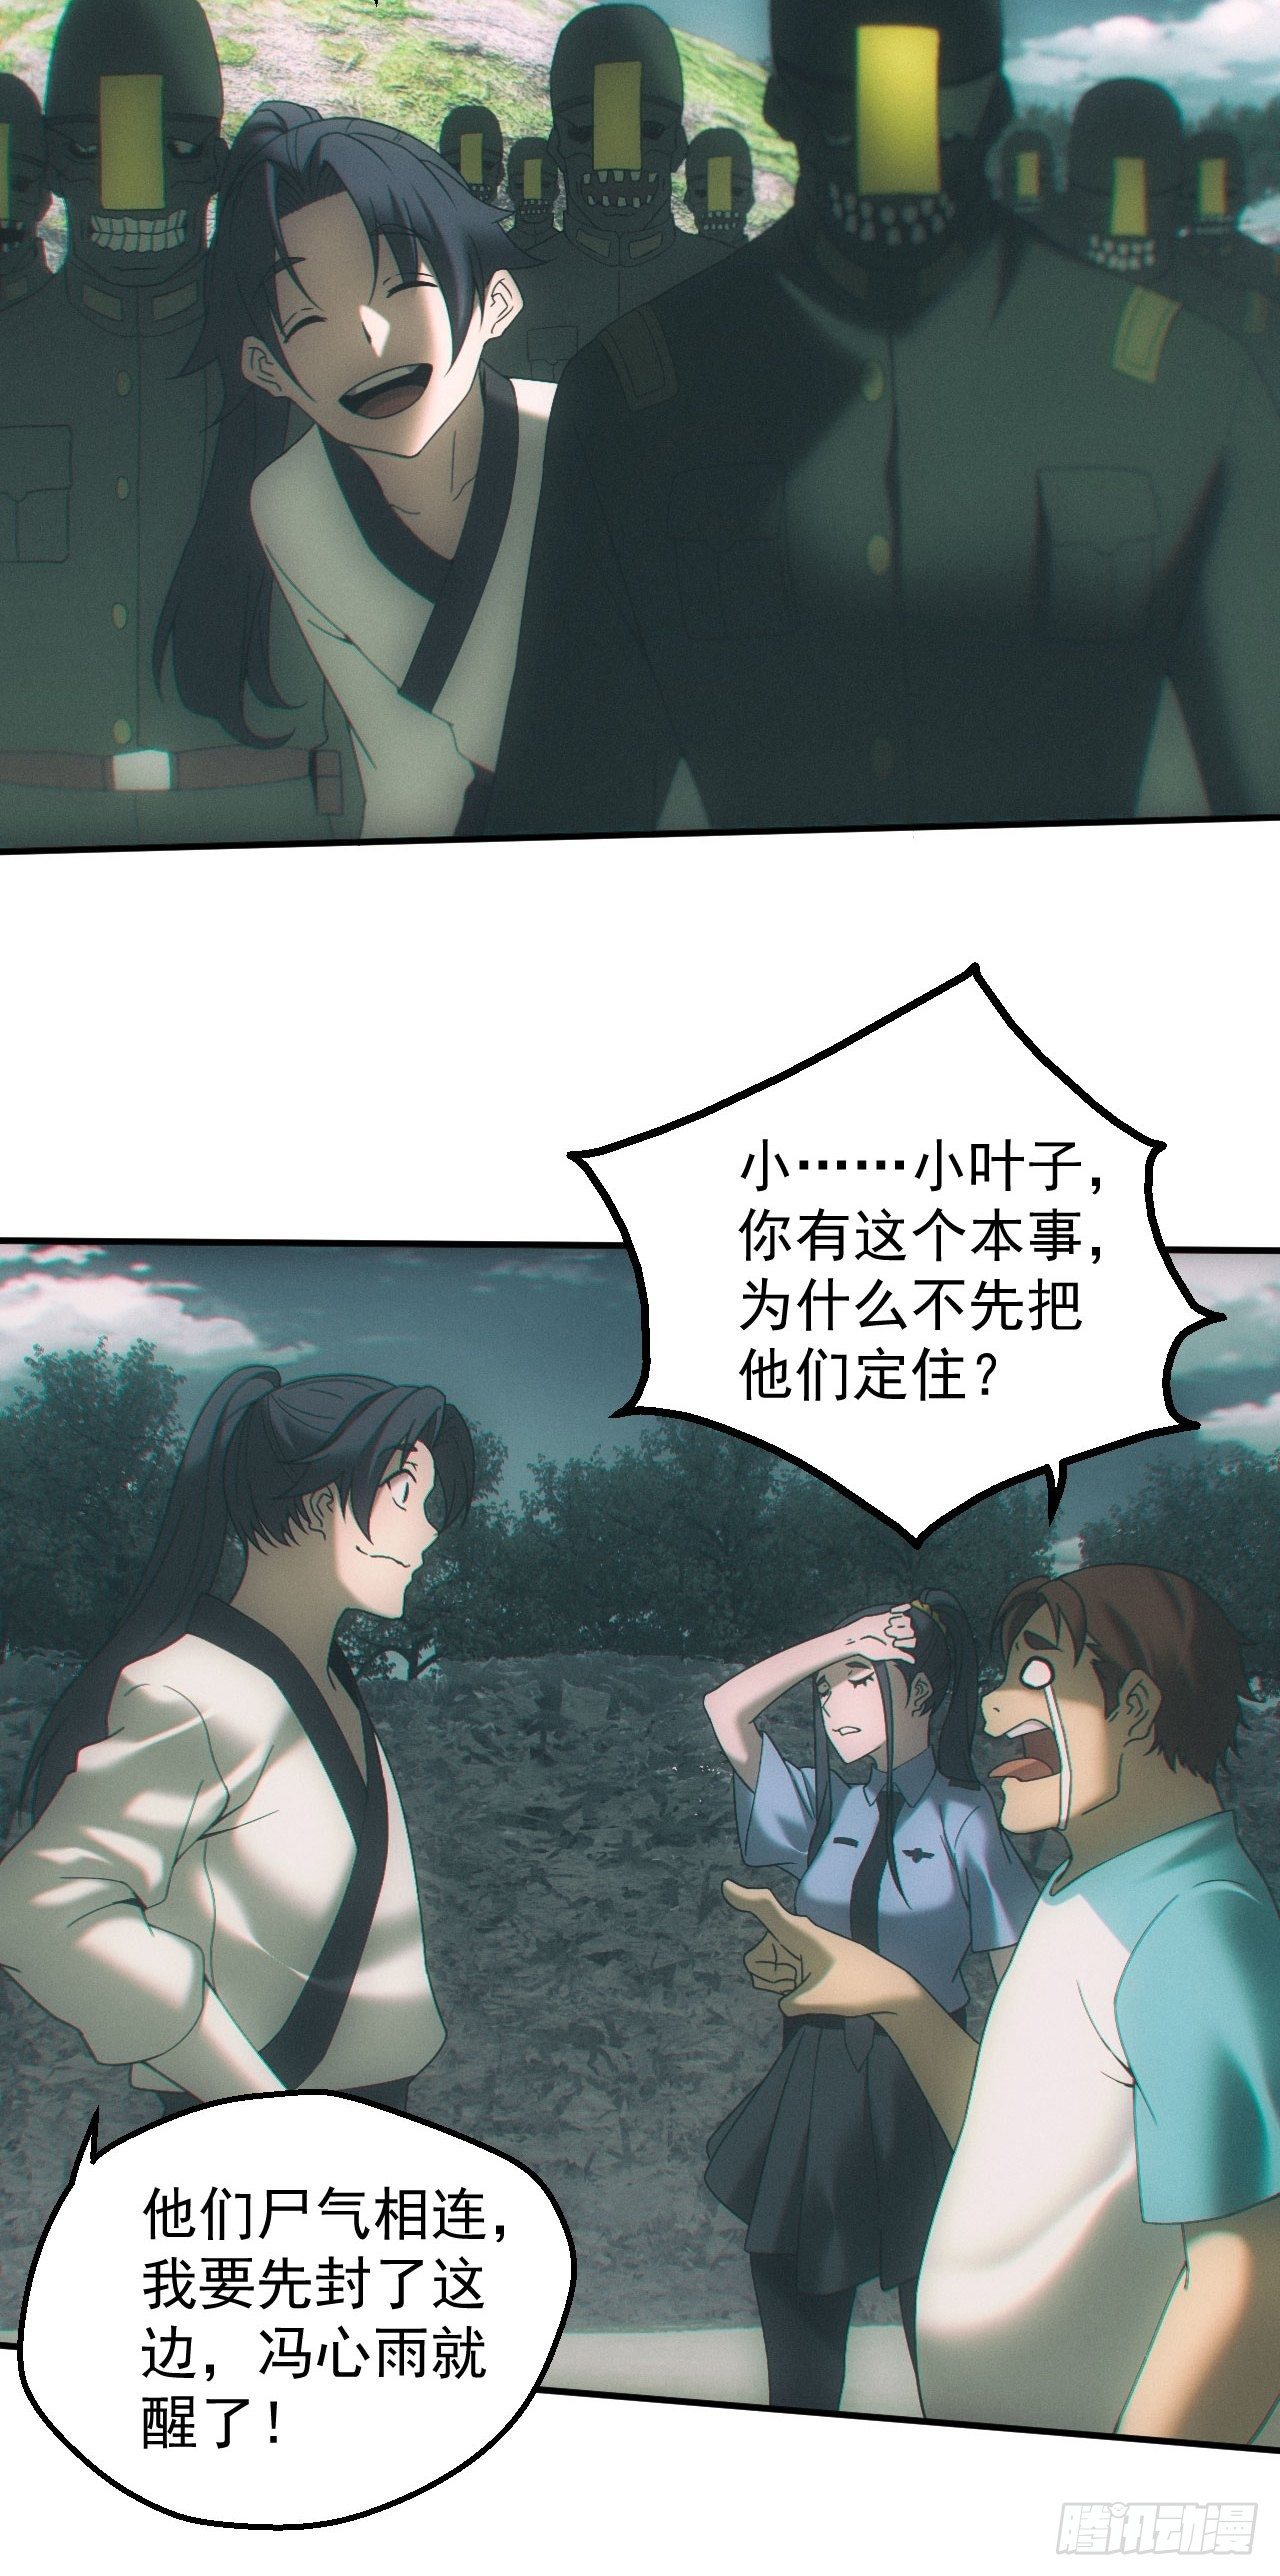 小……小叶子，
你有这个本事，
为什么不先把
他们定住？
他们尸气相连，
我要先封了这
边，冯心雨就
醒了！
腾讯动漫